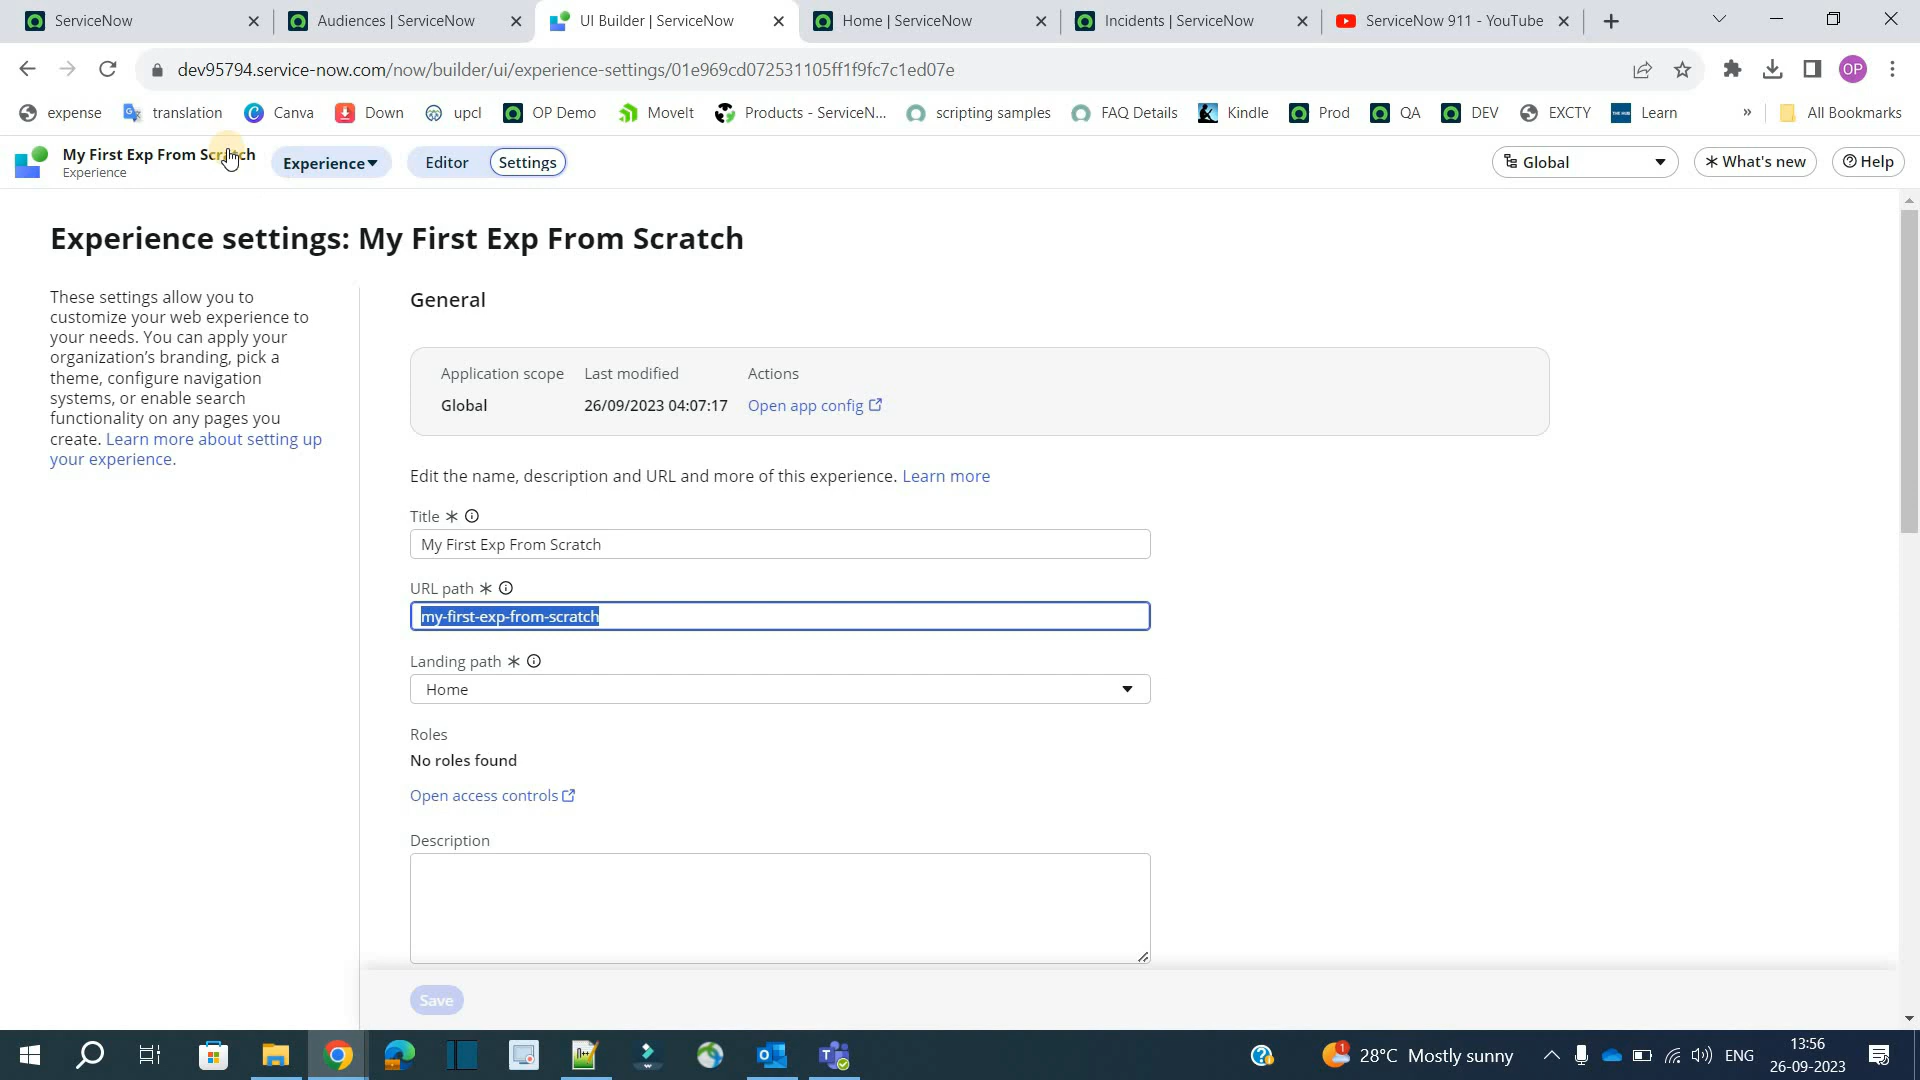 ServiceNow
Audiences | ServiceNow
UI Builder | ServiceNow
Home | ServiceNow
Incidents | ServiceNow
ServiceNow 911 - YouTube
dev95794.service-now.com/now/builder/ui/experience-settings/01e969cd072531105ff1f9fc7c1ed07e
OP
expense
translation
Canva
Down
upcl
OP Demo
MoveIt
Products - ServiceN...
scripting samples
FAQ Details
Kindle
Prod
QA
DEV
EXCTY
Learn
»
All Bookmarks
My First Exp From Scratch
Experience
Experience
Editor
Settings
Global
What's new
Help
Experience settings: My First Exp From Scratch
These settings allow you to
customize your web experience to
your needs. You can apply your
organization's branding, pick a
theme, configure navigation
systems, or enable search
functionality on any pages you
create. Learn more about setting up
your experience.
General
Application scope Last modified Actions
Global 26/09/2023 04:07:17 Open app config
Edit the name, description and URL and more of this experience. Learn more
Title
My First Exp From Scratch
URL path
my-first-exp-from-scratch
Landing path
Home
Roles
No roles found
Open access controls
Description
Save
1
28°C Mostly sunny
ENG
13:56
26-09-2023